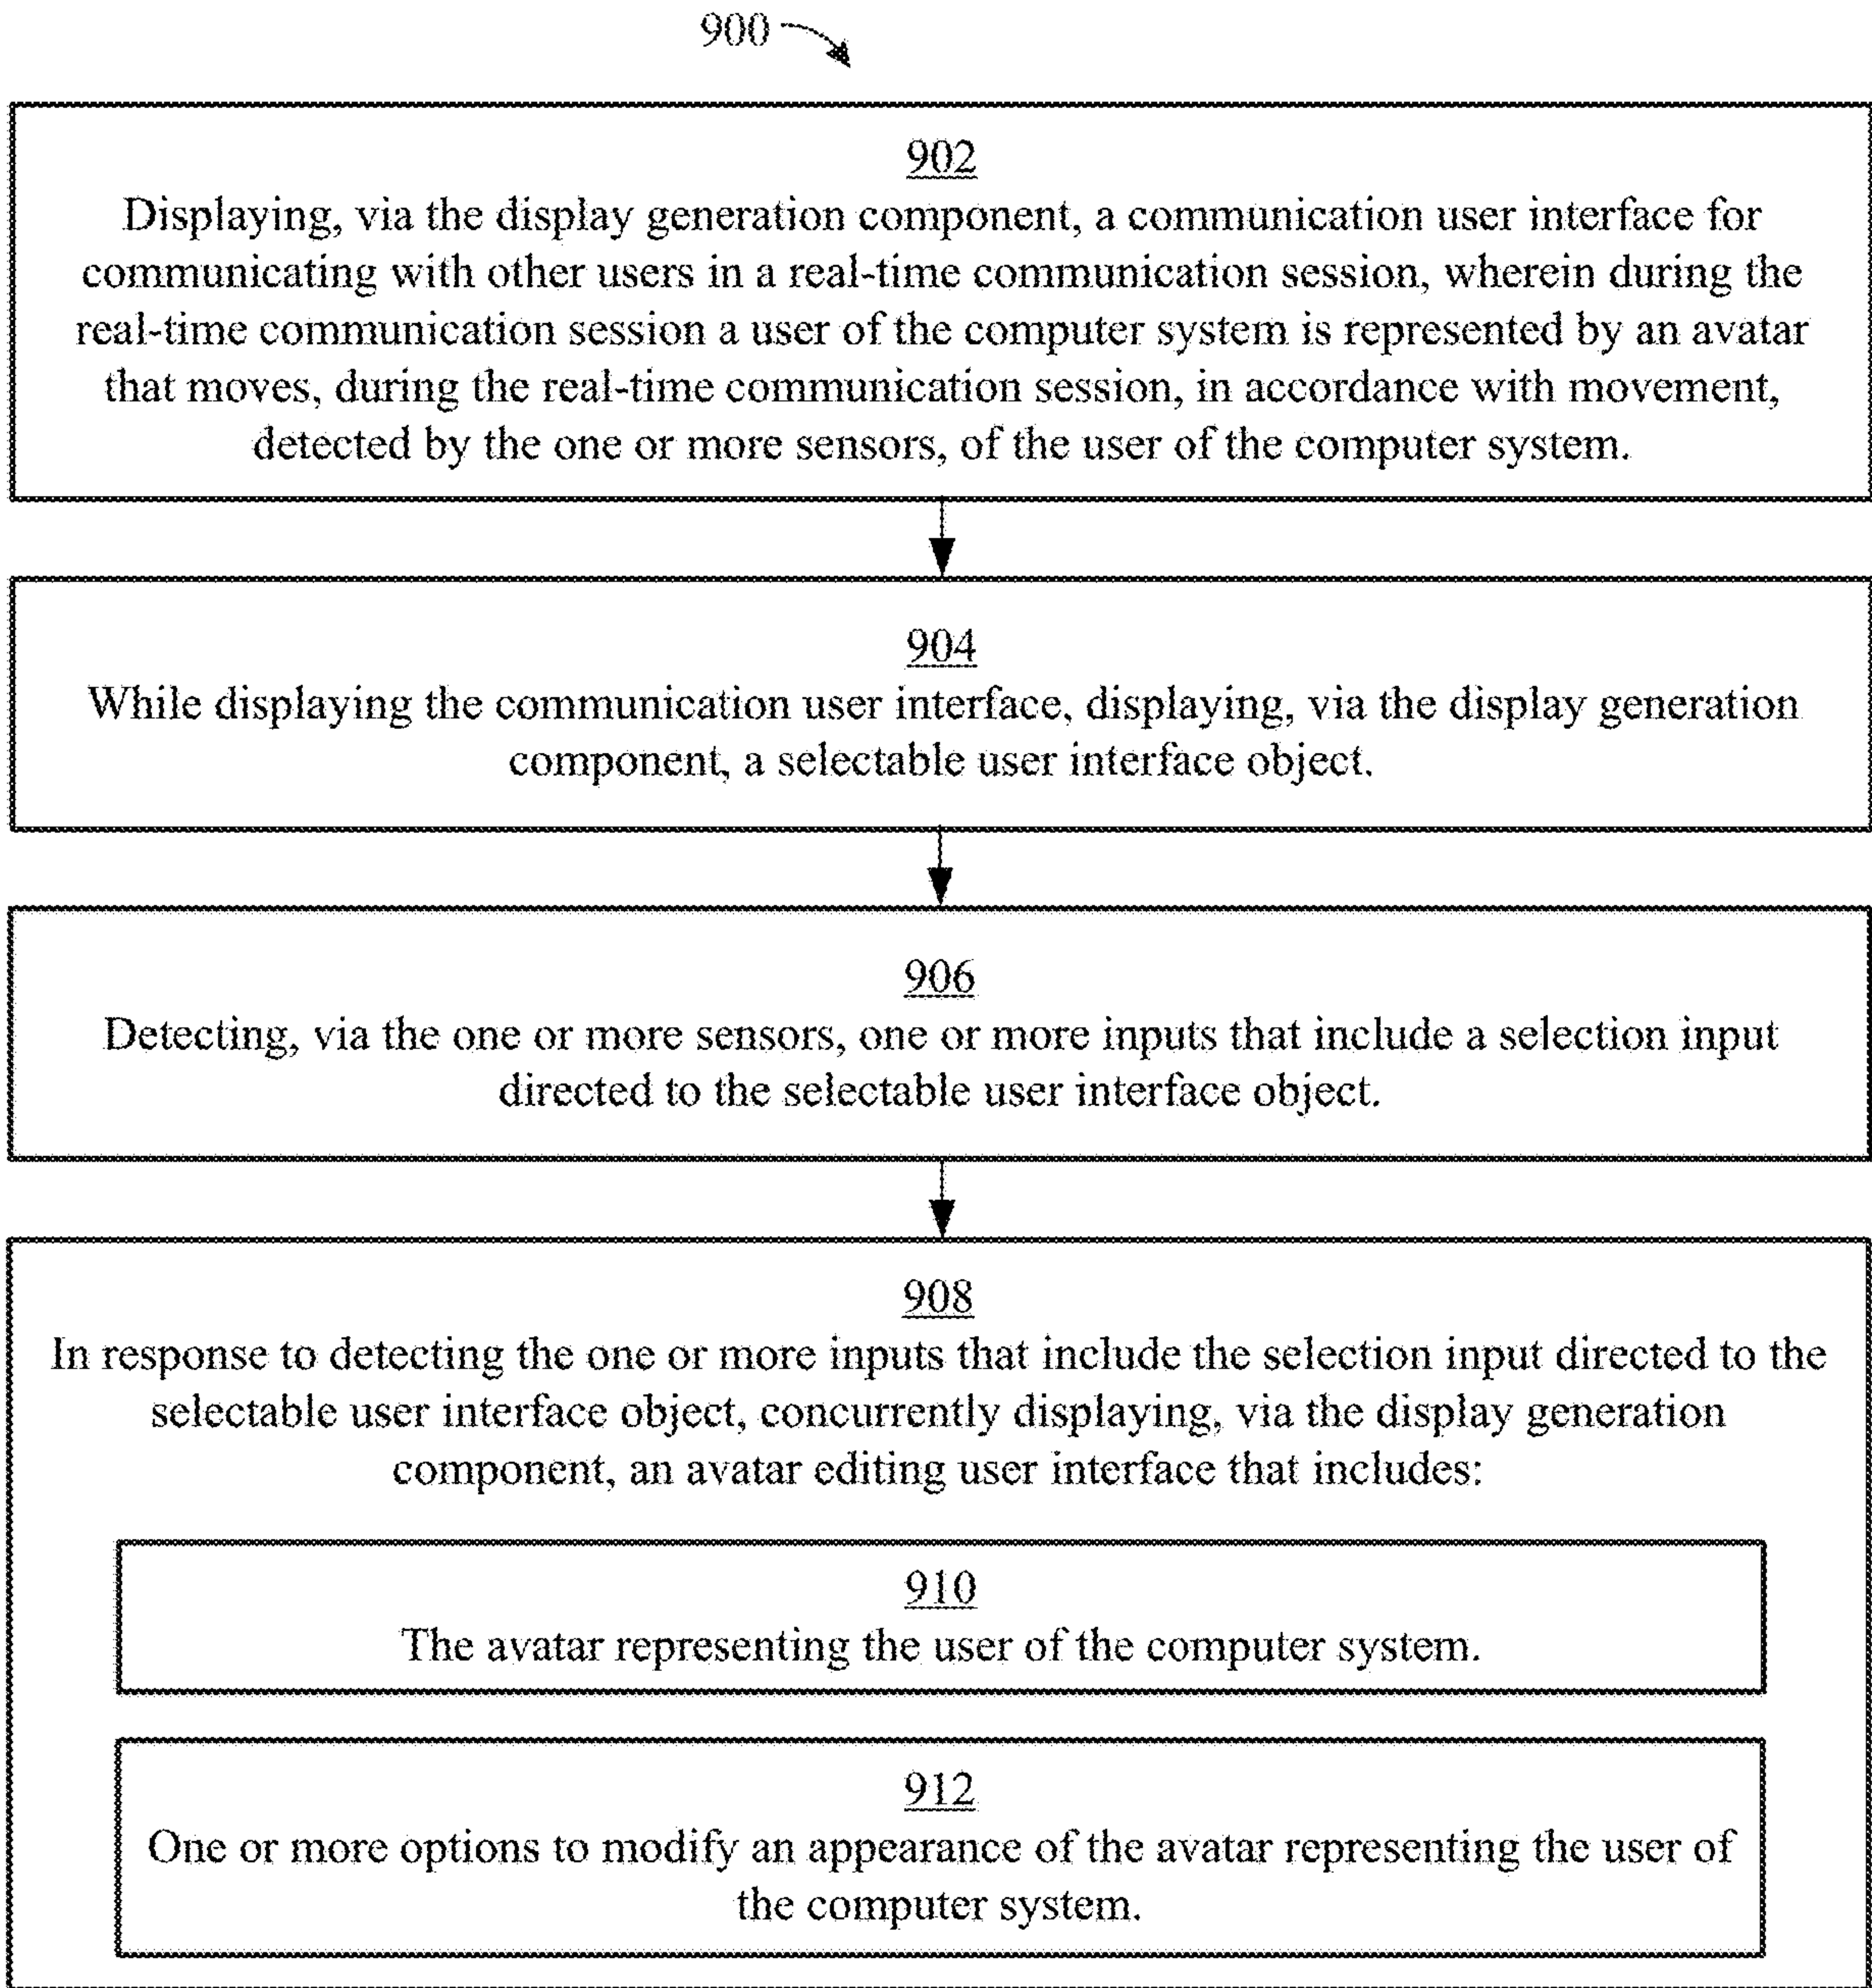 900
902
Displaying, via the display generation component, a communication user interface for
communicating with other users in a real-time communication session, wherein during the
real-time communication session a user of the computer system is represented by an avatar
that moves, during the real-time communication session, in accordance with movement,
detected by the one or more sensors, of the user of the computer system.
904
While displaying the communication user interface, displaying, via the display generation
component, a selectable user interface object.
906
Detecting, via the one or more sensors, one or more inputs that include a selection input
directed to the selectable user interface object.
908
In response to detecting the one or more inputs that include the selection input directed to the
selectable user interface object, concurrently displaying, via the display generation
component, an avatar editing user interface that includes:
910
The avatar representing the user of the computer system.
912
One or more options to modify an appearance of the avatar representing the user of
the computer system.